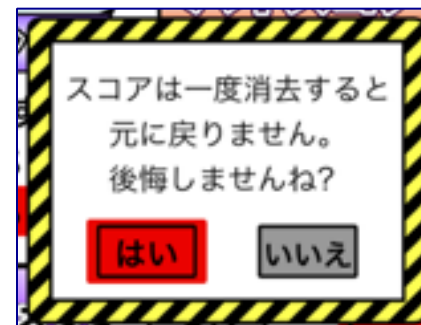 スコアは一度消去すると
元に戻りません。
後悔しませんね?
はい
いいえ